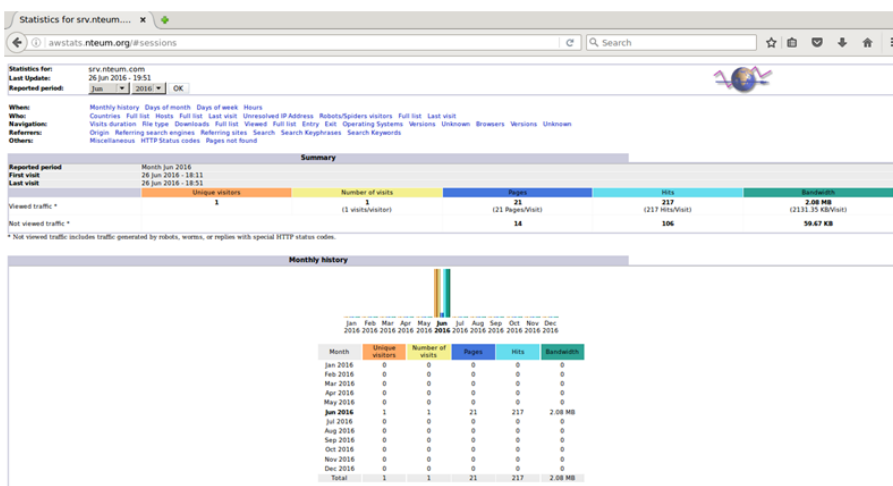 Statistics for srv.nteum....
awstats.nteum.org/#sessions
Search
Statistics for: srv.nteum.com
Last Update: 26 Jun 2016 - 19:51
Reported period: Jun 2016 OK
When: Monthly history Days of month Days of week Hours
Who: Countries Full list Hosts Full list Last visit Unresolved IP Address Robots/Spiders visitors Full list Last visit
Navigation: Visits duration File type Downloads Full list Viewed Full list Entry Exit Operating Systems Versions Unknown Browsers Versions Unknown
Referrers: Origin Referring search engines Referring sites Search Search Keyphrases Search Keywords
Others: Miscellaneous HTTP Status codes Pages not found
Summary
Reported period Month Jun 2016
First visit 26 Jun 2016 - 18:11
Last visit 26 Jun 2016 - 18:51
Unique visitors Number of visits Pages Hits Bandwidth
Viewed traffic * 1 1 21 217 2.08 MB
(1 visits/visitor) (21 Pages/Visit) (217 Hits/Visit) (2131.35 KB/Visit)
Not viewed traffic * 14 106 59.67 KB
* Not viewed traffic includes traffic generated by robots, worms, or replies with special HTTP status codes.
Monthly history
Jan Feb Mar Apr May Jun Jul Aug Sep Oct Nov Dec
2016 2016 2016 2016 2016 2016 2016 2016 2016 2016 2016 2016
Month Unique visitors Number of visits Pages Hits Bandwidth
Jan 2016 0 0 0 0 0
Feb 2016 0 0 0 0 0
Mar 2016 0 0 0 0 0
Apr 2016 0 0 0 0 0
May 2016 0 0 0 0 0
Jun 2016 1 1 21 217 2.08 MB
Jul 2016 0 0 0 0 0
Aug 2016 0 0 0 0 0
Sep 2016 0 0 0 0 0
Oct 2016 0 0 0 0 0
Nov 2016 0 0 0 0 0
Dec 2016 0 0 0 0 0
Total 1 1 21 217 2.08 MB